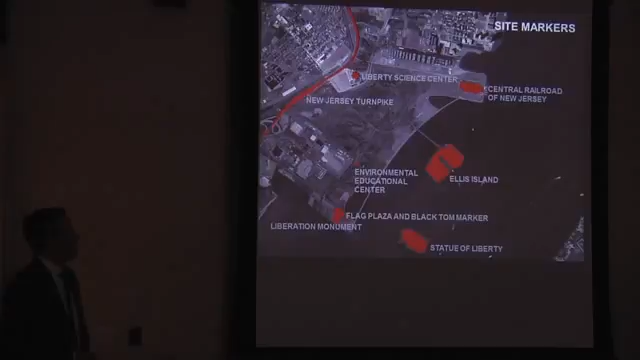 SITE MARKERS
LIBERTY SCIENCE CENTER
CENTRAL RAILROAD
OF NEW JERSEY
NEW JERSEY TURNPIKE
ENVIRONMENTAL
EDUCATIONAL
CENTER
ELLIS ISLAND
FLAG PLAZA AND BLACK TOM MARKER
LIBERATION MONUMENT
STATUE OF LIBERTY